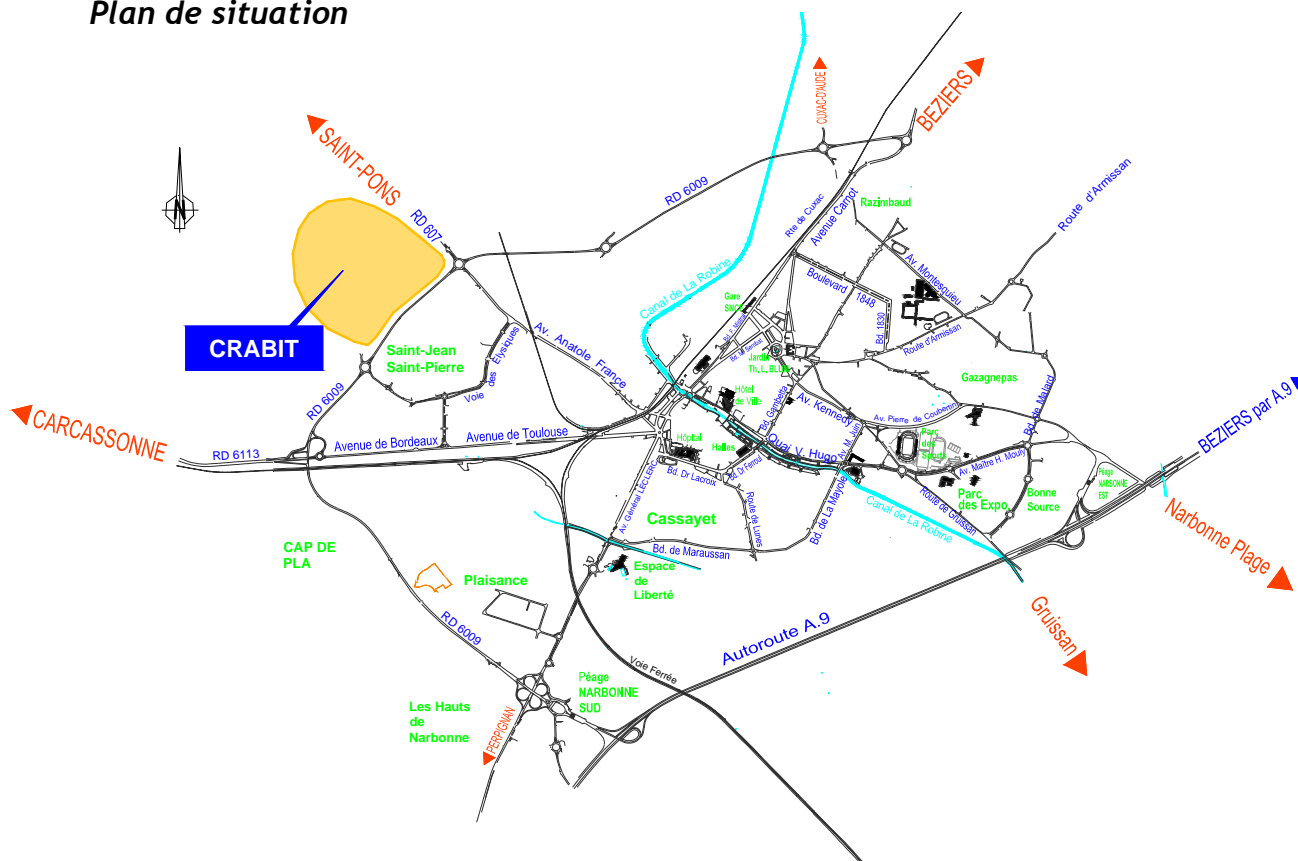 Plan de situation
CUXAC-D'AUDE
BEZIERS
SAINT-PONS
N
RD 607
RD 6009
Rte de Cuxac
Avenue Carnot
Razimbaud
Route d'Armissan
Canal de La Robine
Gare
SNCF
Boulevard 1848
Av. Montesquieu
Bd. 1830
Route d'Armissan
CRABIT
Saint-Jean
Saint-Pierre
Voie des Elysiques
Av. Anatole France
Jardin
Th. L. BLUM
Gazagnepas
Hôtel
de Ville
Bd. Gambetta
Av. Kennedy
Av. Pierre de Coubertin
Bd. de Malard
BEZIERS par A.9
CARCASSONNE
RD 6009
RD 6113
Avenue de Bordeaux
Avenue de Toulouse
Hôpital
Halles
Quai V. Hugo
Av. M. Juin
Parc
des
Sports
Av. Maître H. Mouly
Péage
NARBONNE
EST
Bd. Dr Lacroix
Bd. Dr Ferroul
Av. Général LECLERC
Route de Lunes
Bd. de La Mayole
Canal de La Robine
Route de Gruissan
Parc
des Expo
Bonne
Source
Narbonne Plage
Cassayet
Bd. de Maraussan
CAP DE
PLA
Plaisance
Espace
de
Liberté
Gruissan
RD 6009
Autoroute A.9
Voie Ferrée
Péage
NARBONNE
SUD
Les Hauts
de
Narbonne
PERPIGNAN